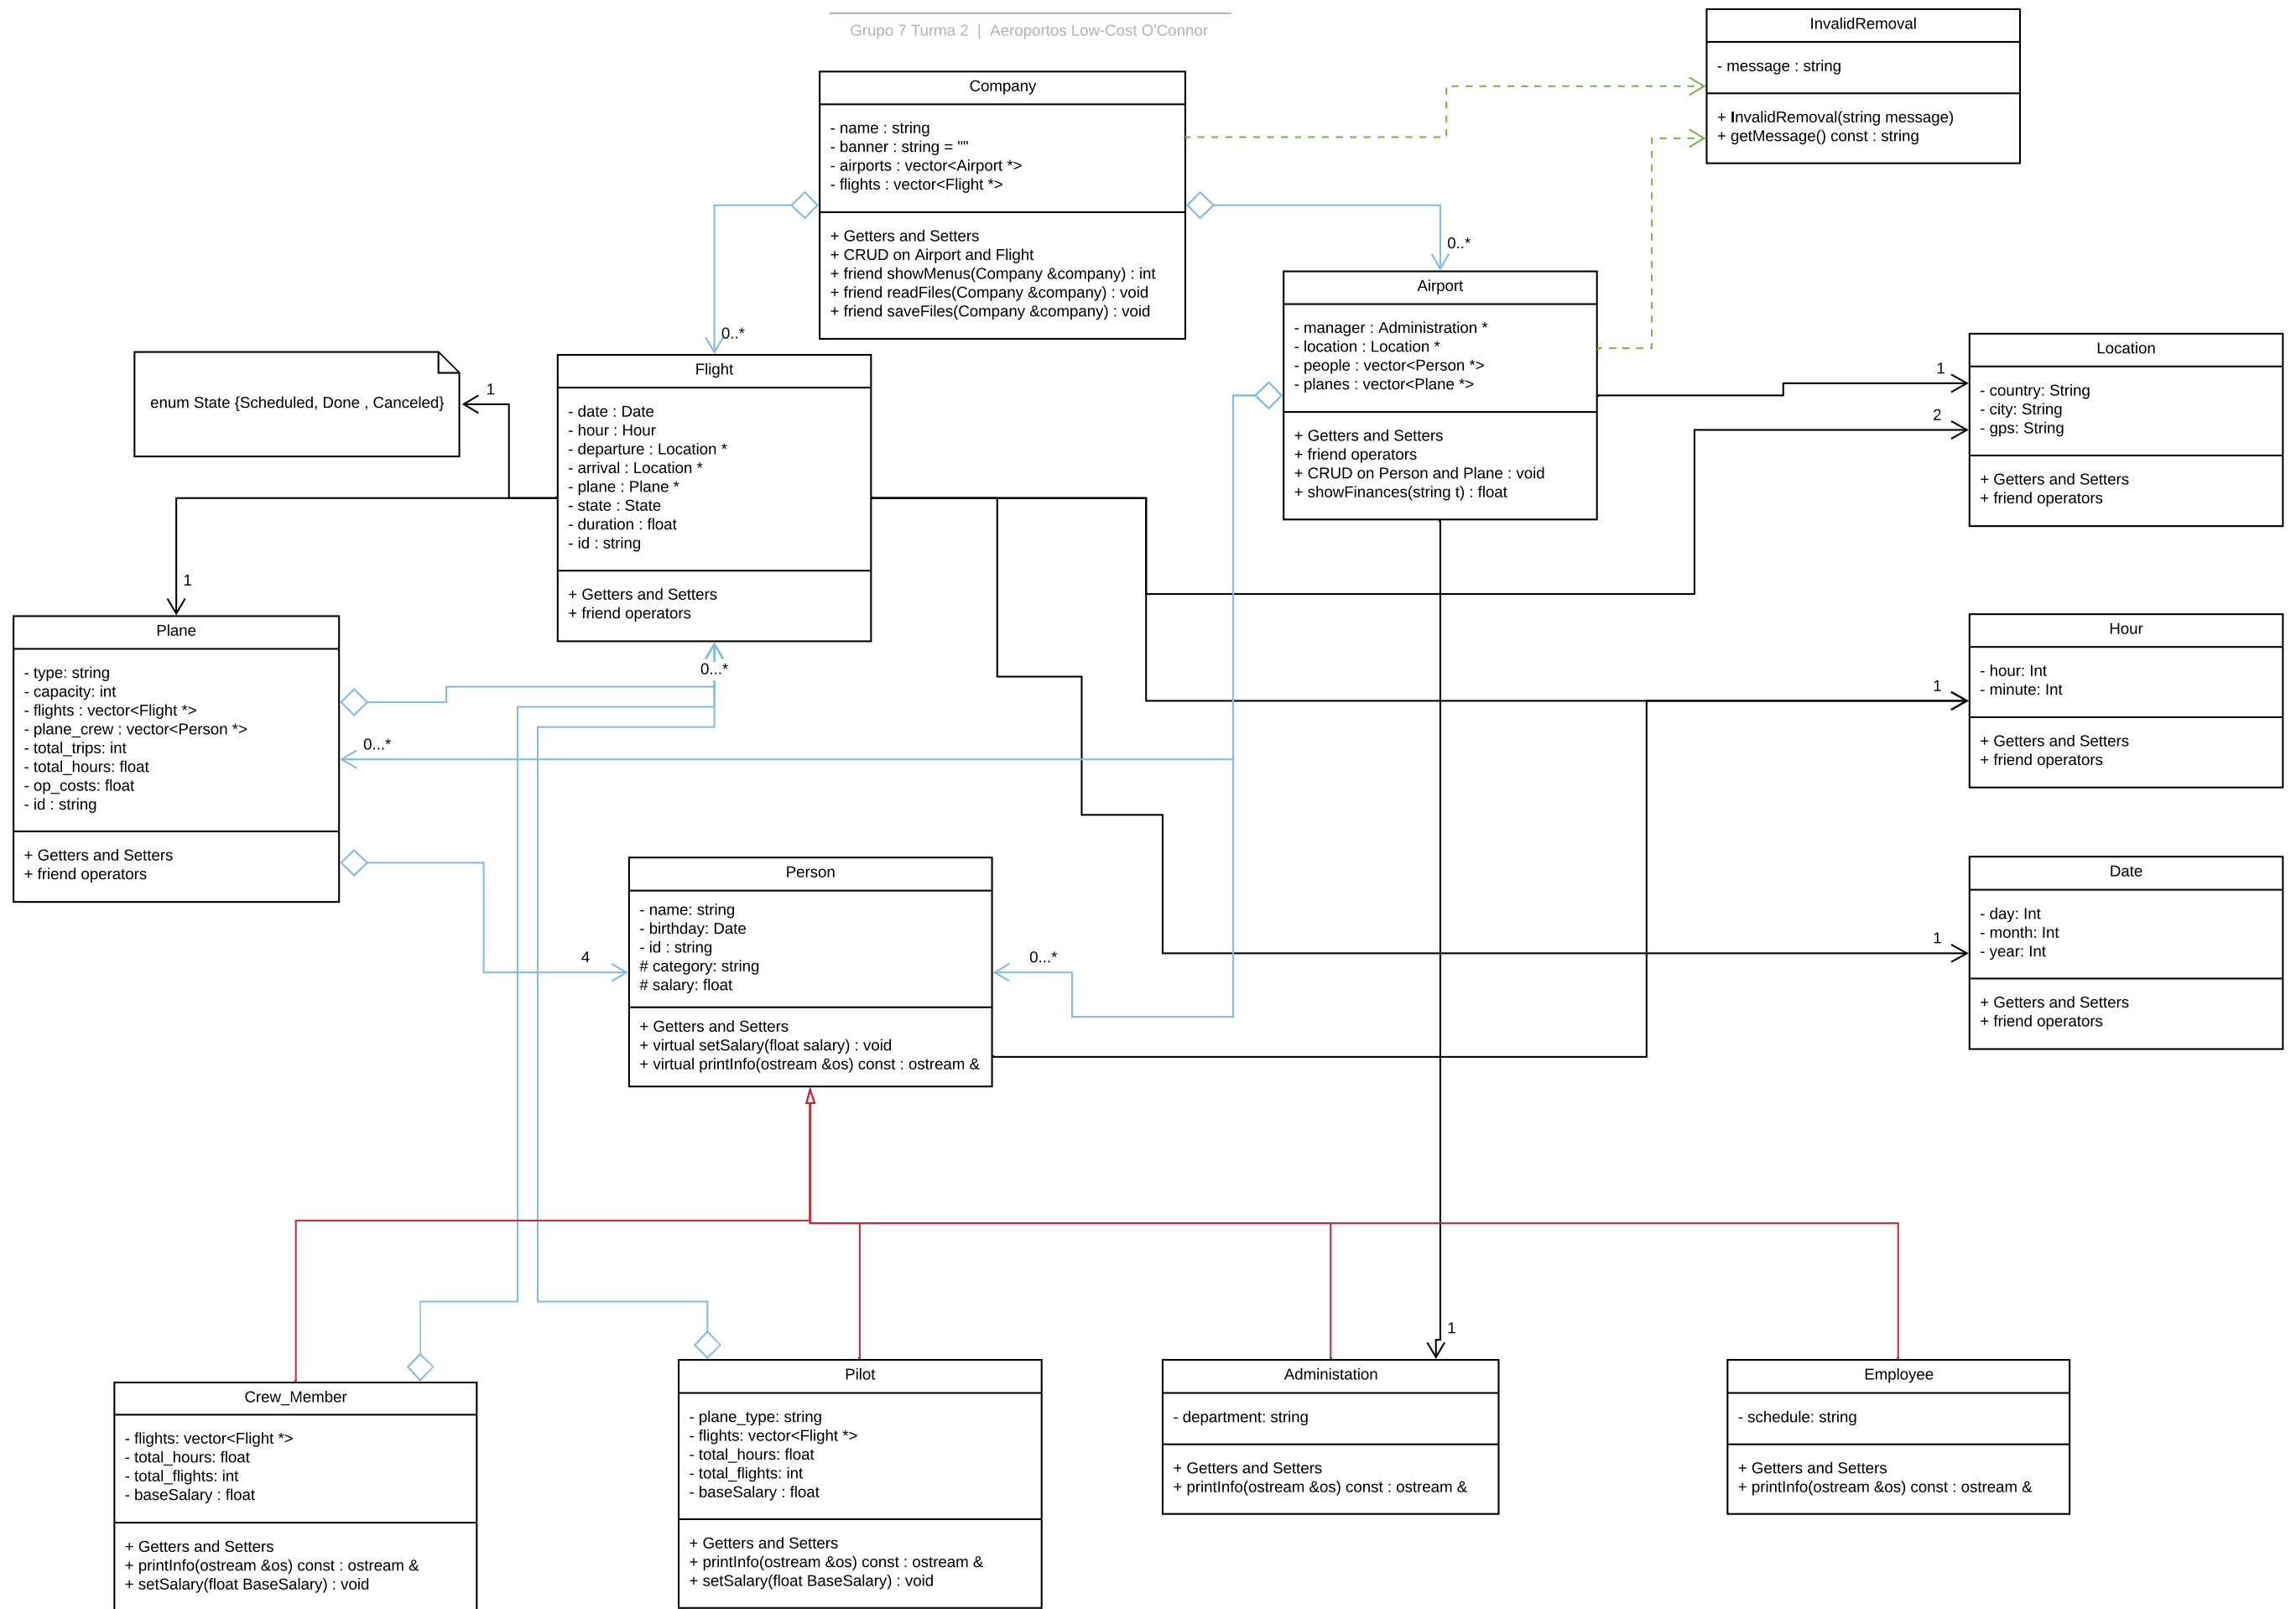 Grupo 7 Turma 2 | Aeroportos Low-Cost O'Connor
InvalidRemoval
- message : string
+ InvalidRemoval(string message)
+ getMessage() const : string
Company
- name : string
- banner : string = ""
- airports : vector<Airport *>
- flights : vector<Flight *>
+ Getters and Setters
+ CRUD on Airport and Flight
+ friend showMenus(Company &company) : int
+ friend readFiles(Company &company) : void
+ friend saveFiles(Company &company) : void
0..*
0..*
Airport
- manager : Administration *
- location : Location *
- people : vector<Person *>
- planes : vector<Plane *>
+ Getters and Setters
+ friend operators
+ CRUD on Person and Plane : void
+ showFinances(string t) : float
1
2
Location
- country: String
- city: String
- gps: String
+ Getters and Setters
+ friend operators
enum State {Scheduled, Done , Canceled}
1
Flight
- date : Date
- hour : Hour
- departure : Location *
- arrival : Location *
- plane : Plane *
- state : State
- duration : float
- id : string
+ Getters and Setters
+ friend operators
0...*
1
Plane
- type: string
- capacity: int
- flights : vector<Flight *>
- plane_crew : vector<Person *>
- total_trips: int
- total_hours: float
- op_costs: float
- id : string
+ Getters and Setters
+ friend operators
0...*
4
1
Hour
- hour: Int
- minute: Int
+ Getters and Setters
+ friend operators
Person
- name: string
- birthday: Date
- id : string
# category: string
# salary: float
+ Getters and Setters
+ virtual setSalary(float salary) : void
+ virtual printInfo(ostream &os) const : ostream &
0...*
1
Date
- day: Int
- month: Int
- year: Int
+ Getters and Setters
+ friend operators
Crew_Member
- flights: vector<Flight *>
- total_hours: float
- total_flights: int
- baseSalary : float
+ Getters and Setters
+ printInfo(ostream &os) const : ostream &
+ setSalary(float BaseSalary) : void
Pilot
- plane_type: string
- flights: vector<Flight *>
- total_hours: float
- total_flights: int
- baseSalary : float
+ Getters and Setters
+ printInfo(ostream &os) const : ostream &
+ setSalary(float BaseSalary) : void
1
Administation
- department: string
+ Getters and Setters
+ printInfo(ostream &os) const : ostream &
Employee
- schedule: string
+ Getters and Setters
+ printInfo(ostream &os) const : ostream &